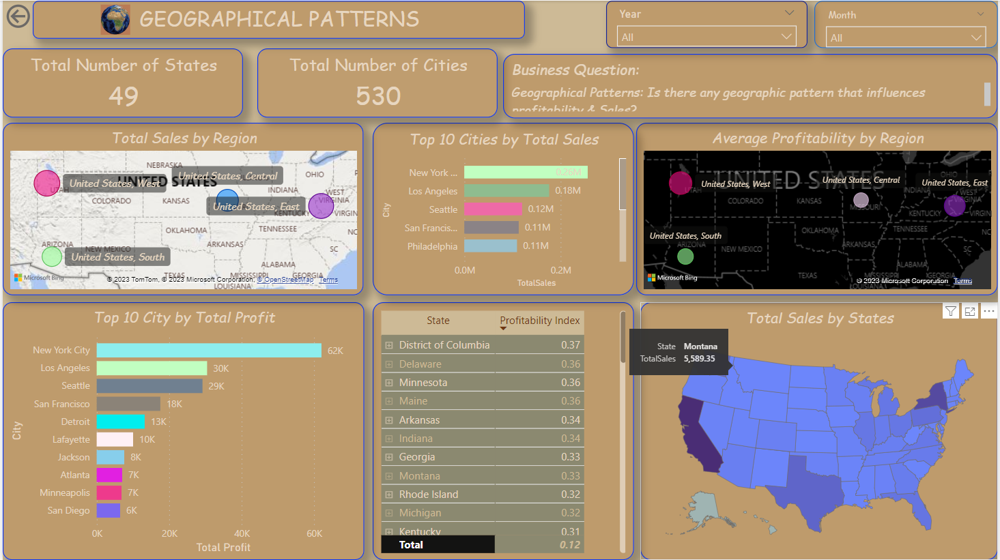 GEOGRAPHICAL PATTERNS
Year
All
Month
All
Total Number of States
49
Total Number of Cities
530
Business Question:
Geographical Patterns: Is there any geographic pattern that influences
profitability & Sales?
Total Sales by Region
NEBRASKA
United States, Central
OHIO
United States, West
UNITED STATES
UTAH
INDIANA
COLORADO
KANSAS
United States, East
WEST
VIRGINIA
KENTUCKY
VIRGIN
OKLAHOMA
TENNESSEE
NC
ARIZONA
NEW MEXICO
ARKANSAS
SC
United States, South
ALABAMA
TEXAS
MISSISSIPPI
GEORGIA
Microsoft Bing
© 2023 TomTom, © 2023 Microsoft Corporation, © OpenStreetMap Terms
LOUISIANA
Top 10 Cities by Total Sales
City
New York ... 0.26M
Los Angeles 0.18M
Seattle 0.12M
San Francis... 0.11M
Philadelphia 0.11M
0.0M 0.2M
TotalSales
Average Profitability by Region
OHIO
United States, West
UNITED STATES
United States, Central
United States, East
UTAH
INDIANA
WEST
VIRGINIA
COLORADO
KANSAS
MISSOURI
KENTUCKY
VIRGIN
United States, South
OKLAHOMA
TENNESSEE
NC
ARIZONA
NEW MEXICO
ARKANSAS
SC
ALABAMA
TEXAS
MISSISSIPPI
GEORGIA
Microsoft Bing
© 2023 Microsoft Corporation Terms
LOUISIANA
Top 10 City by Total Profit
City
New York City 62K
Los Angeles 30K
Seattle 29K
San Francisco 18K
Detroit 13K
Lafayette 10K
Jackson 8K
Atlanta 7K
Minneapolis 7K
San Diego 6K
0K 20K 40K 60K
Total Profit
State Profitability Index
District of Columbia 0.37
Delaware 0.36
Minnesota 0.36
Maine 0.36
Arkansas 0.34
Indiana 0.34
Georgia 0.33
Montana 0.33
Rhode Island 0.32
Michigan 0.32
Kentucky 0.31
Total 0.12
Total Sales by States
State Montana
TotalSales 5,589.35